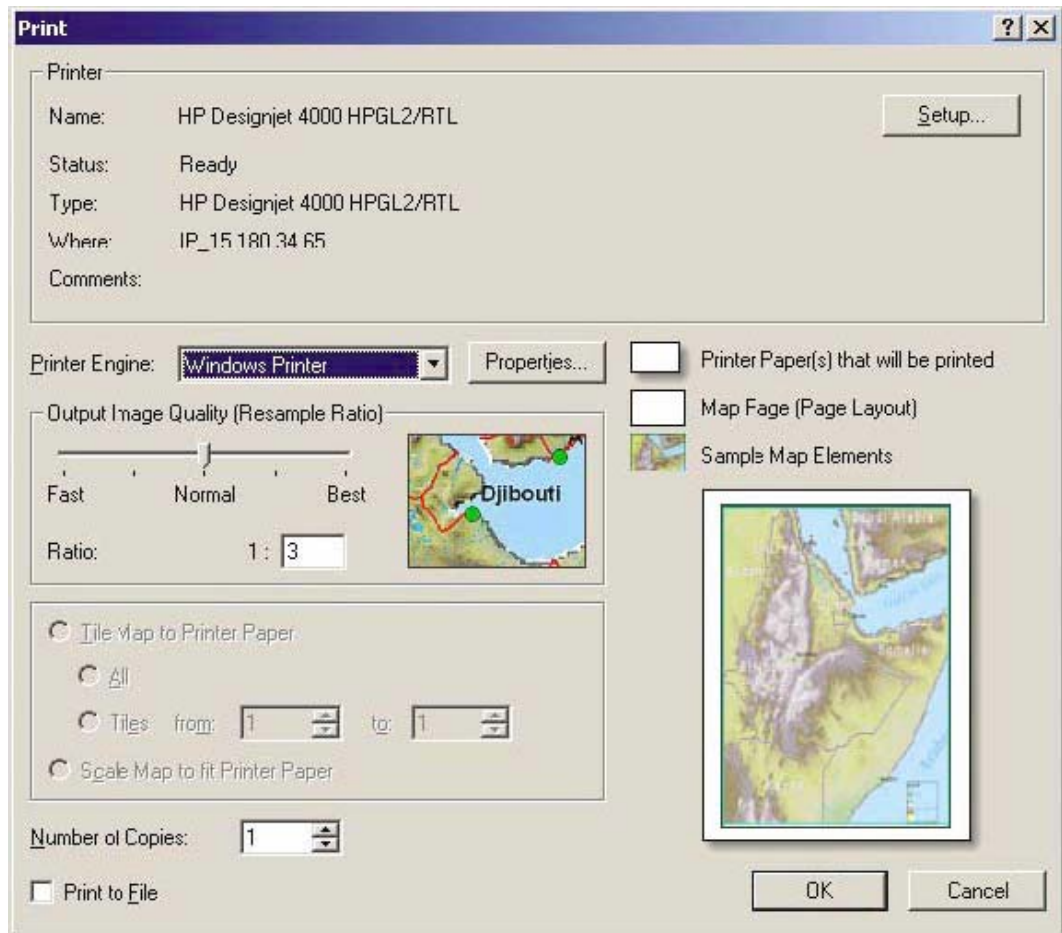 Print
Printer
Name: HP Designjet 4000 HPGL2/RTL
Setup...
Status: Ready
Type: HP Designjet 4000 HPGL2/RTL
Where: IP_15.180.34.65
Comments:
Printer Engine: Windows Printer Properties...
Printer Paper(s) that will be printed
Output Image Quality (Resample Ratio)
Map Page (Page Layout)
Sample Map Elements
Fast Normal Best
Djibouti
Ratio: 1 : 3
Tile Map to Printer Paper
All
Tiles from: 1 to: 1
Scale Map to fit Printer Paper
Somalia
Number of Copies: 1
Print to File
OK Cancel